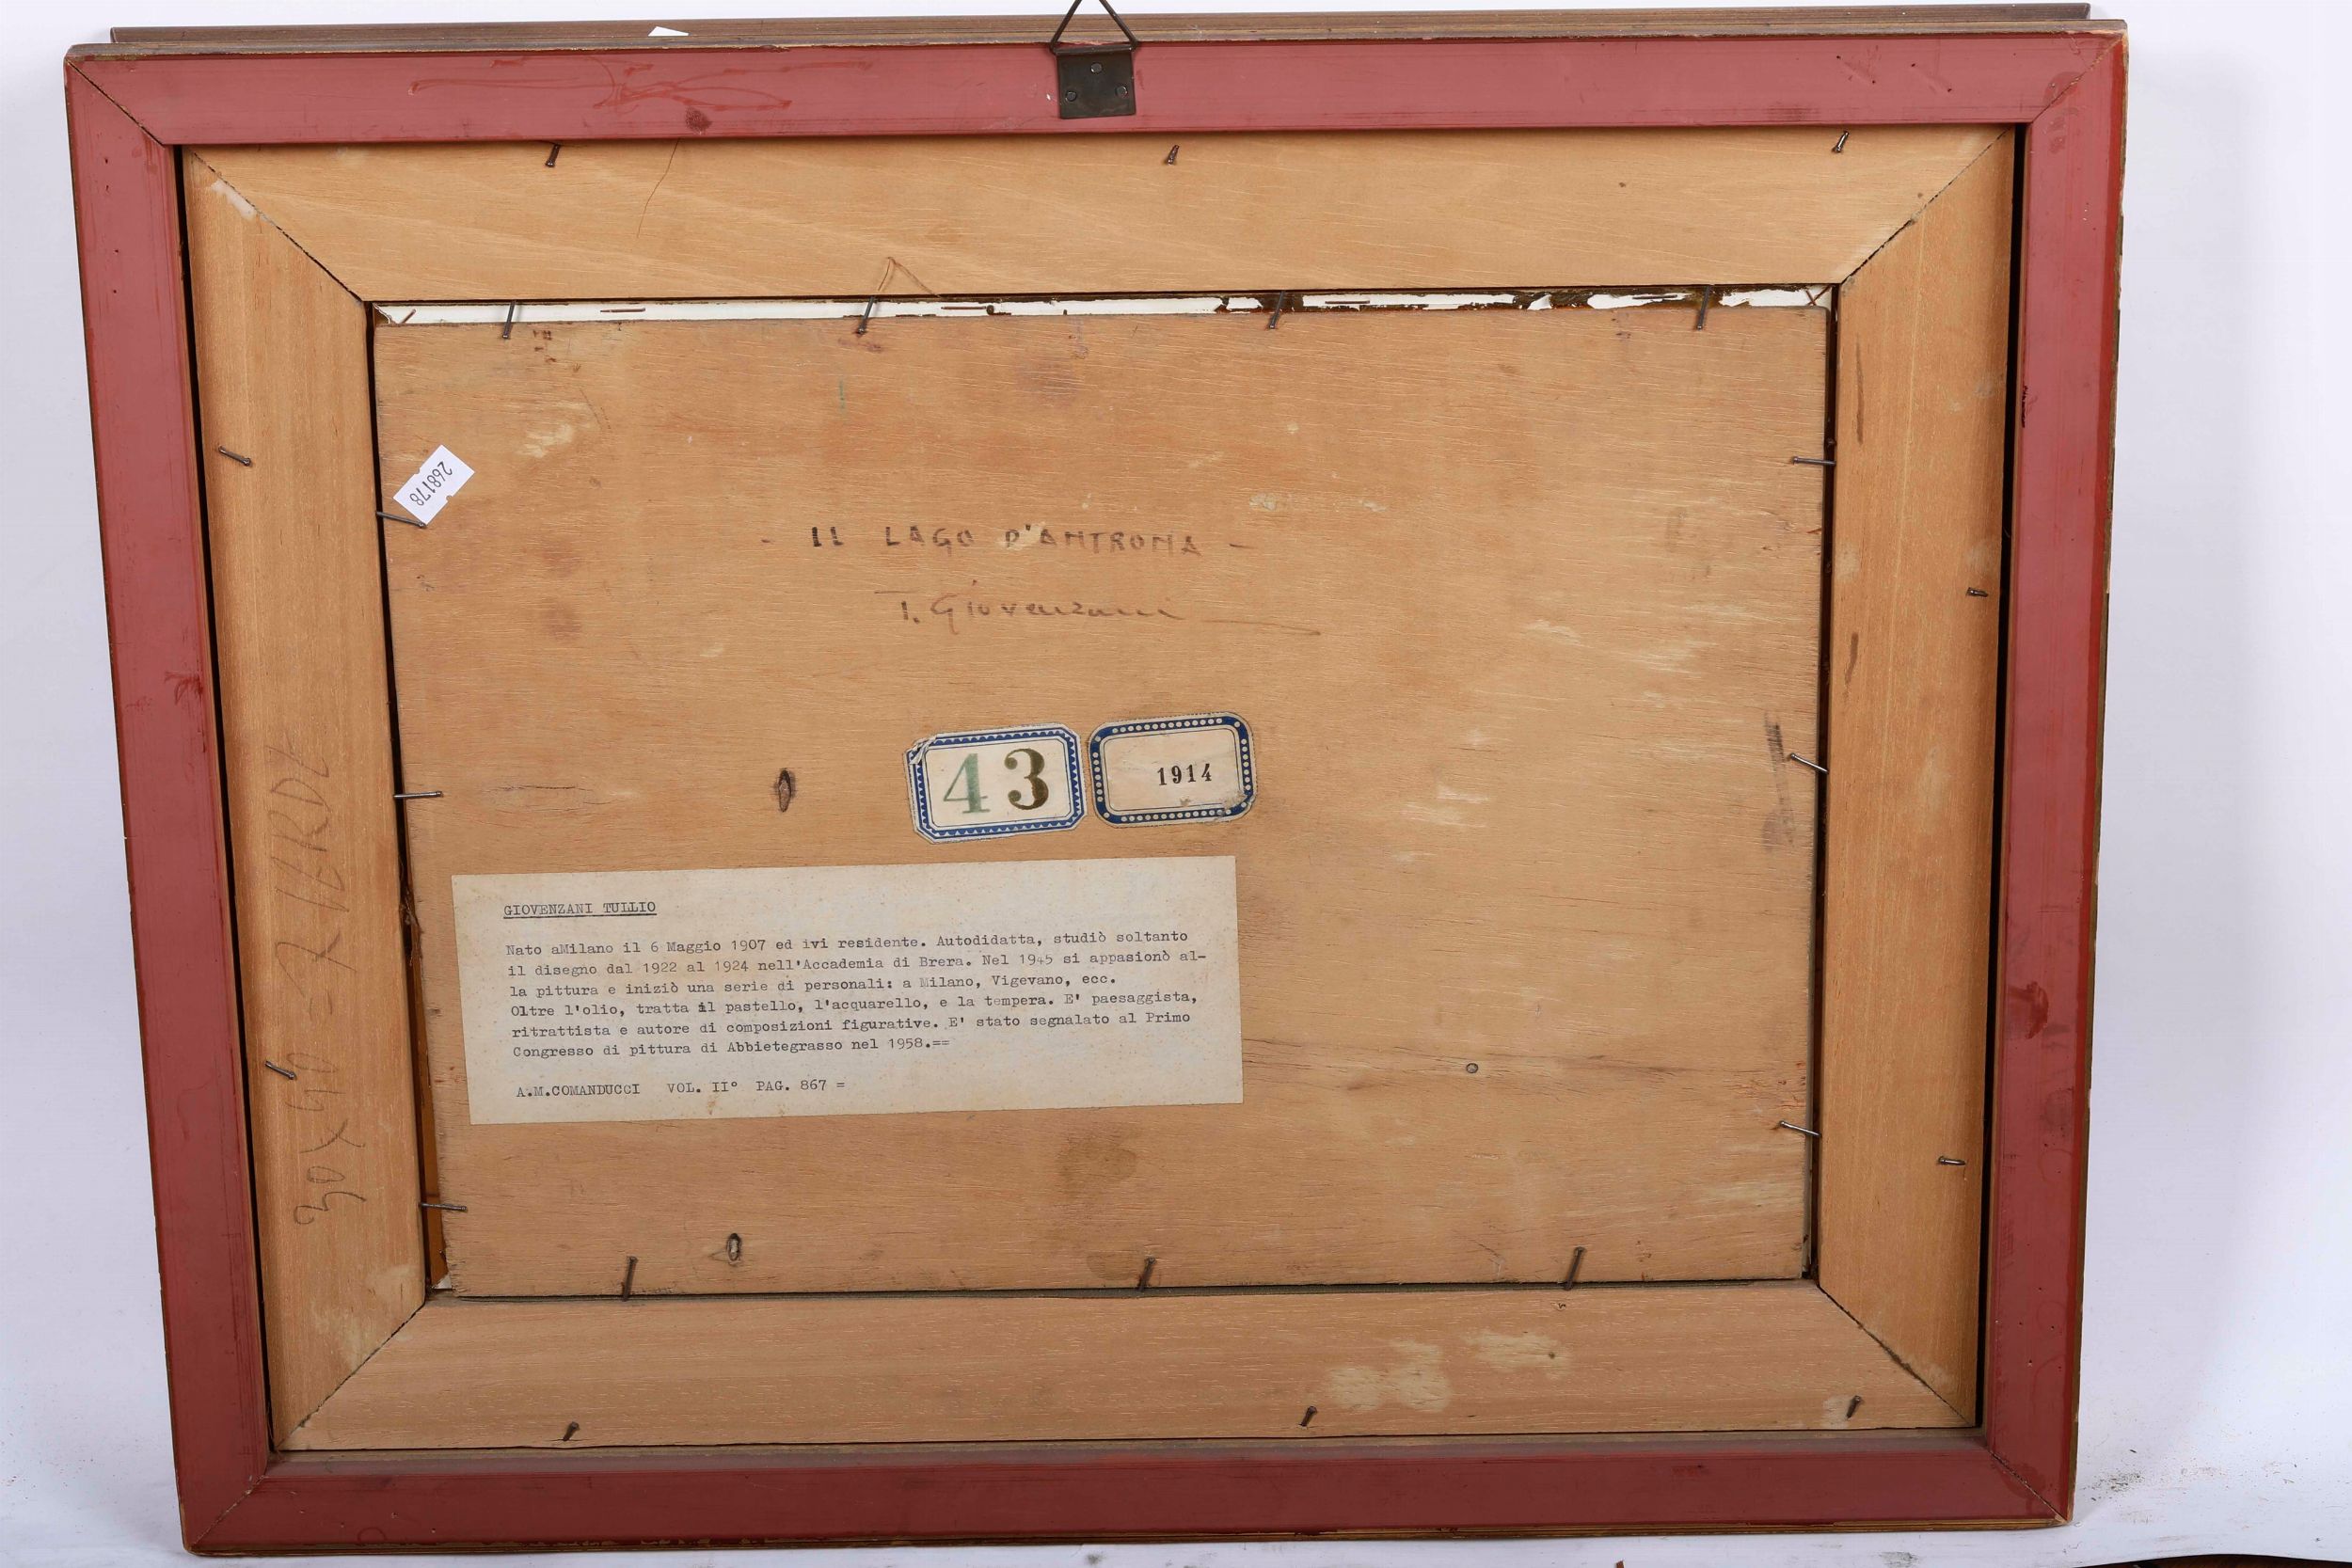 268178
- IL LAGO D'ANTRONA -
T. Giovenzani
43
1914
GIOVENZANI TULLIO
Nato aMilano il 6 Maggio 1907 ed ivi residente. Autodidatta, studiò soltanto
il disegno dal 1922 al 1924 nell'Accademia di Brera. Nel 1945 si appasionò al-
la pittura e iniziò una serie di personali: a Milano, Vigevano, ecc.
Oltre l'olio, tratta il pastello, l'acquarello, e la tempera. E' paesaggista,
ritrattista e autore di composizioni figurative. E' stato segnalato al Primo
Congresso di pittura di Abbietegrasso nel 1958.==
A.M.COMANDUCCI VOL. II° PAG. 867 =
30X40 - 7 VERDE